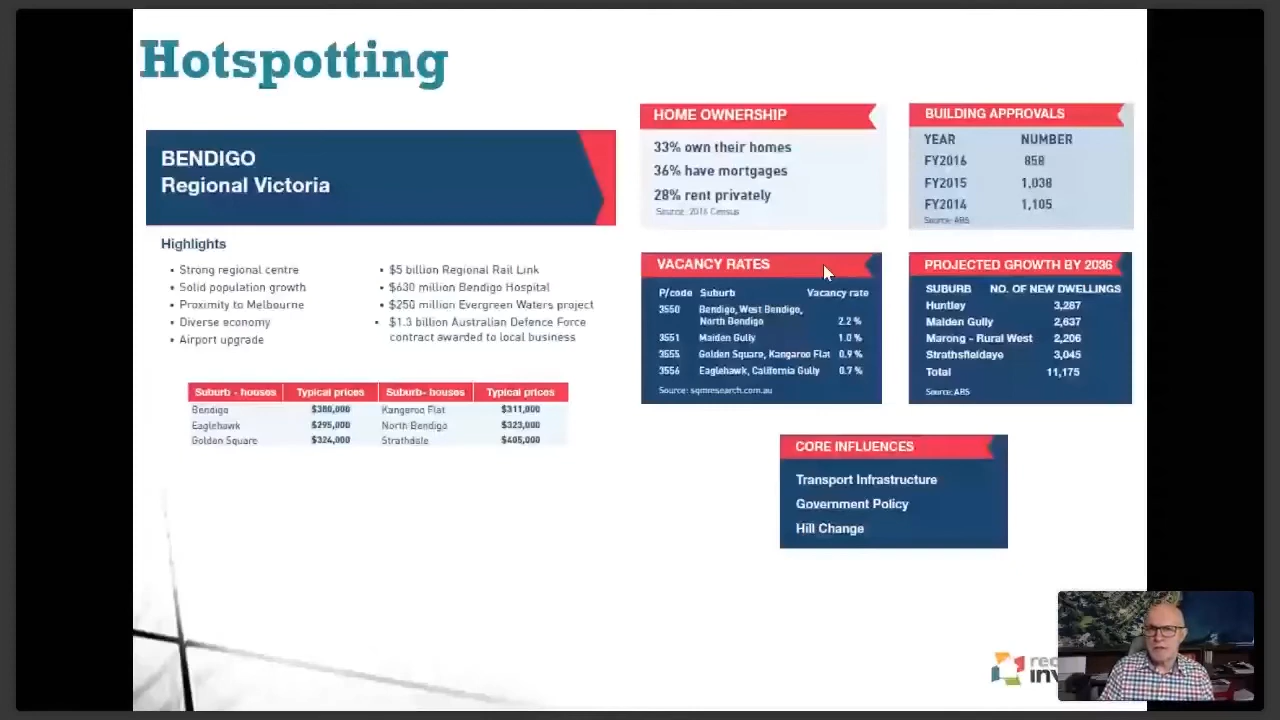 Hotspotting
BENDIGO
Regional Victoria
Highlights
• Strong regional centre
• Solid population growth
• Proximity to Melbourne
• Diverse economy
• Airport upgrade
• $5 billion Regional Rail Link
• $630 million Bendigo Hospital
• $250 million Evergreen Waters project
• $1.3 billion Australian Defence Force
contract awarded to local business
Suburb - houses Typical prices Suburb- houses Typical prices
Bendigo $380,000 Kangaroo Flat $311,000
Eaglehawk $295,000 North Bendigo $323,000
Golden Square $324,000 Strathdale $405,000
HOME OWNERSHIP
33% own their homes
36% have mortgages
28% rent privately
Source: 2016 Census
BUILDING APPROVALS
YEAR NUMBER
FY2016 858
FY2015 1,038
FY2014 1,105
Source: ABS
VACANCY RATES
P/code Suburb Vacancy rate
3550 Bendigo, West Bendigo,
North Bendigo 2.2 %
3551 Maiden Gully 1.0 %
3555 Golden Square, Kangaroo Flat 0.9 %
3556 Eaglehawk, California Gully 0.7 %
Source: sqmresearch.com.au
PROJECTED GROWTH BY 2036
SUBURB NO. OF NEW DWELLINGS
Huntley 3,287
Maiden Gully 2,637
Marong - Rural West 2,206
Strathsfieldaye 3,045
Total 11,175
Source: ABS
CORE INFLUENCES
Transport Infrastructure
Government Policy
Hill Change